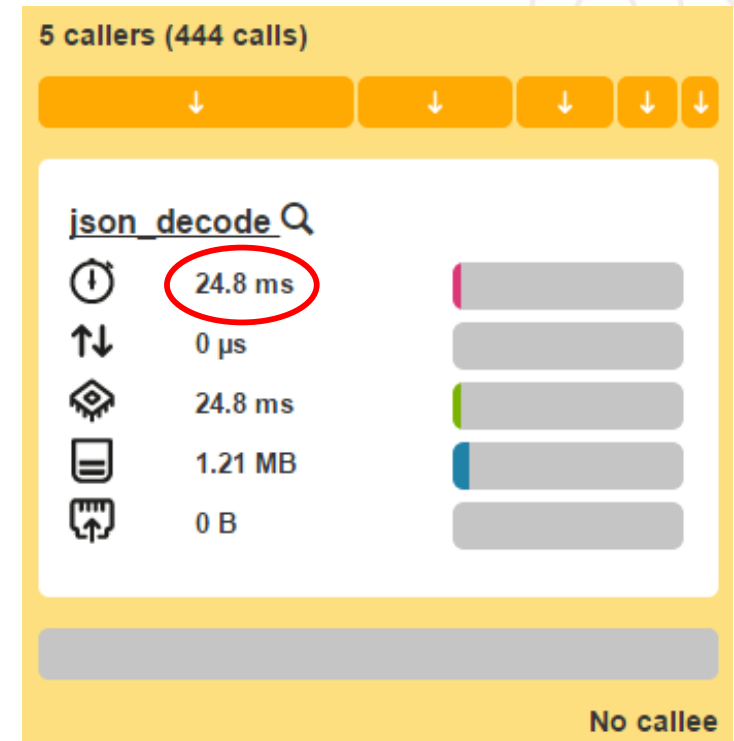 5 callers (444 calls)
↓ ↓ ↓ ↓ ↓
json_decode
24.8 ms
0 µs
24.8 ms
1.21 MB
0 B
No callee